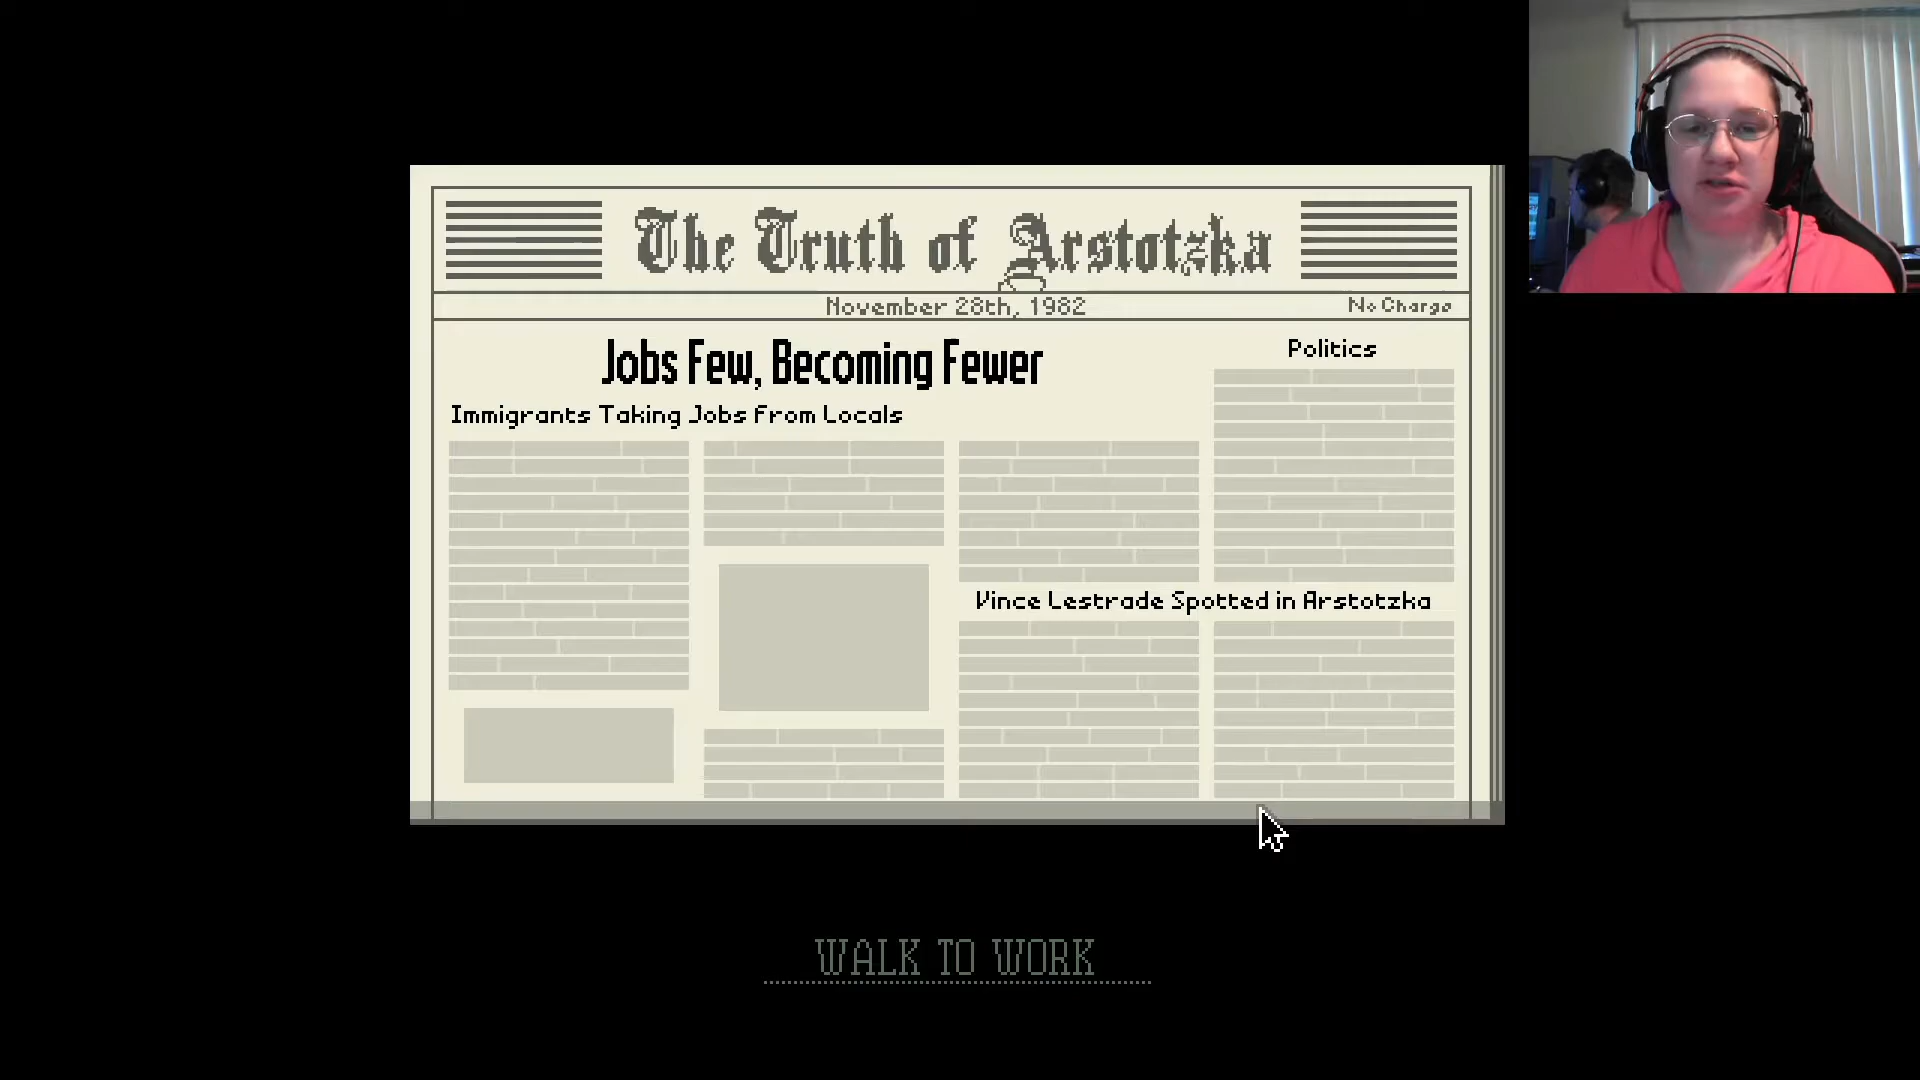 The Truth of Arstotzka
November 28th, 1982
No Charge
Jobs Few, Becoming Fewer
Immigrants Taking Jobs From Locals
Politics
Vince Lestrade Spotted in Arstotzka
WALK TO WORK